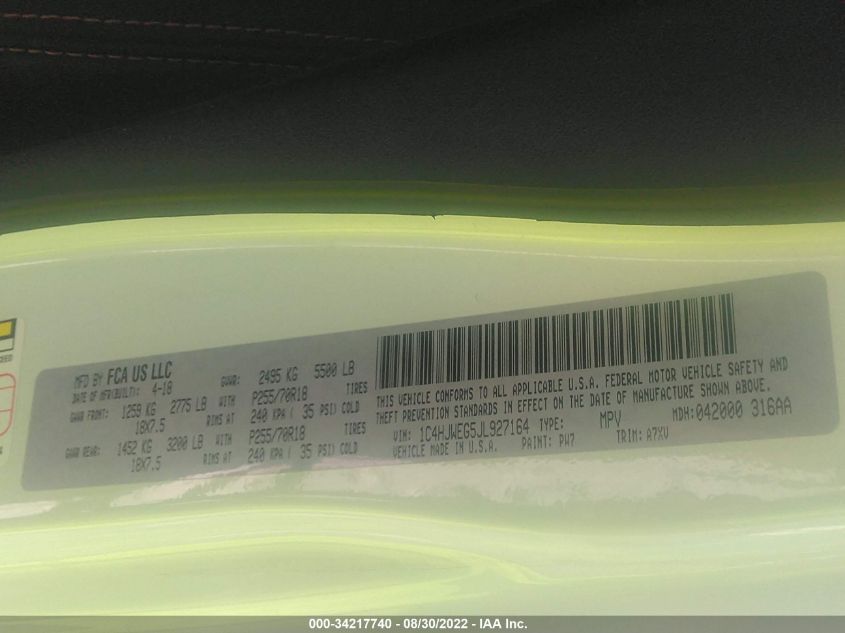 MFD BY FCA US LLC
DATE OF MFR(BUILT): 4-18 GVWR: 2495 KG 5500 LB
GAWR FRONT: 1259 KG 2775 LB WITH P255/70R18 TIRES
18X7.5 RIMS AT 240 KPA ( 35 PSI) COLD
GAWR REAR: 1452 KG 3200 LB WITH P255/70R18 TIRES
18X7.5 RIMS AT 240 KPA ( 35 PSI) COLD
THIS VEHICLE CONFORMS TO ALL APPLICABLE U.S.A. FEDERAL MOTOR VEHICLE SAFETY AND
THEFT PREVENTION STANDARDS IN EFFECT ON THE DATE OF MANUFACTURE SHOWN ABOVE.
VIN: 1C4HJWEG5JL927164 TYPE: MPV MDH: 042000 316AA
VEHICLE MADE IN U.S.A. PAINT: PW7 TRIM: A7XV
000-34217740 - 08/30/2022 - IAA Inc.